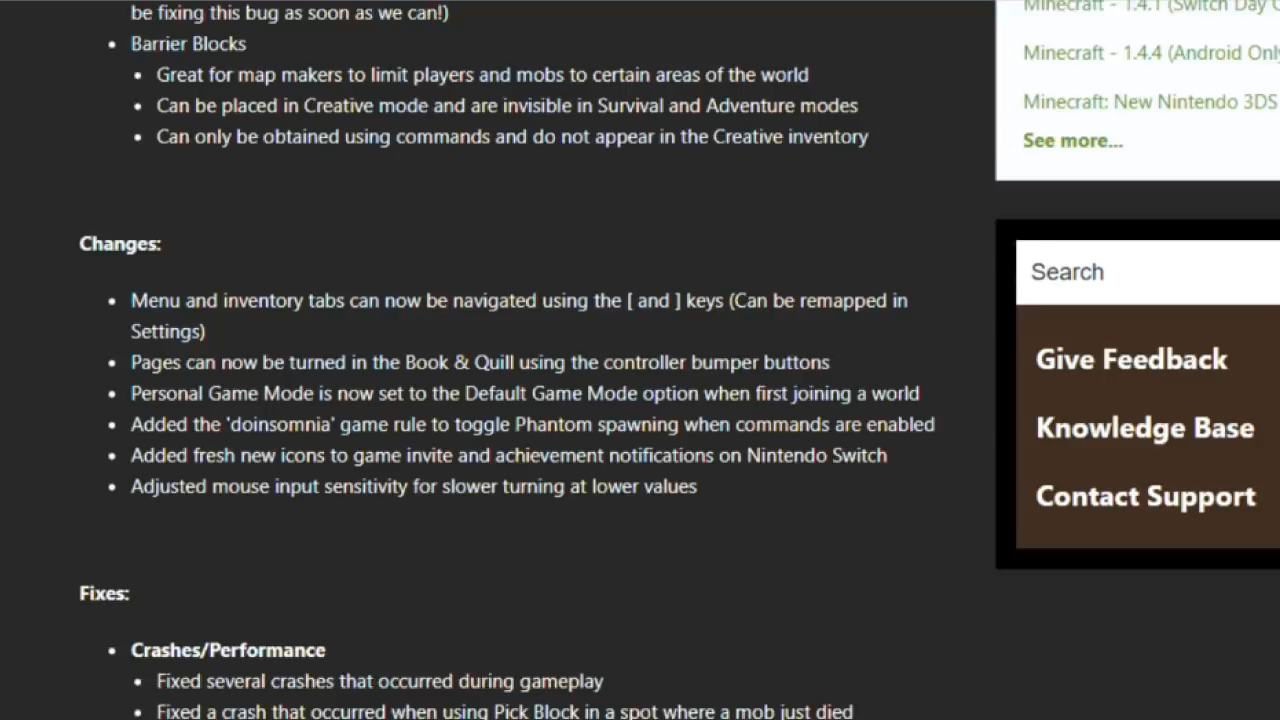 be fixing this bug as soon as we can!)
Barrier Blocks
Great for map makers to limit players and mobs to certain areas of the world
Can be placed in Creative mode and are invisible in Survival and Adventure modes
Can only be obtained using commands and do not appear in the Creative inventory
Changes:
Menu and inventory tabs can now be navigated using the [ and ] keys (Can be remapped in
Settings)
Pages can now be turned in the Book & Quill using the controller bumper buttons
Personal Game Mode is now set to the Default Game Mode option when first joining a world
Added the 'doinsomnia' game rule to toggle Phantom spawning when commands are enabled
Added fresh new icons to game invite and achievement notifications on Nintendo Switch
Adjusted mouse input sensitivity for slower turning at lower values
Fixes:
Crashes/Performance
Fixed several crashes that occurred during gameplay
Fixed a crash that occurred when using Pick Block in a spot where a mob just died
Minecraft - 1.4.1 (Switch Day
Minecraft - 1.4.4 (Android Onl
Minecraft: New Nintendo 3DS
See more...
Search
Give Feedback
Knowledge Base
Contact Support